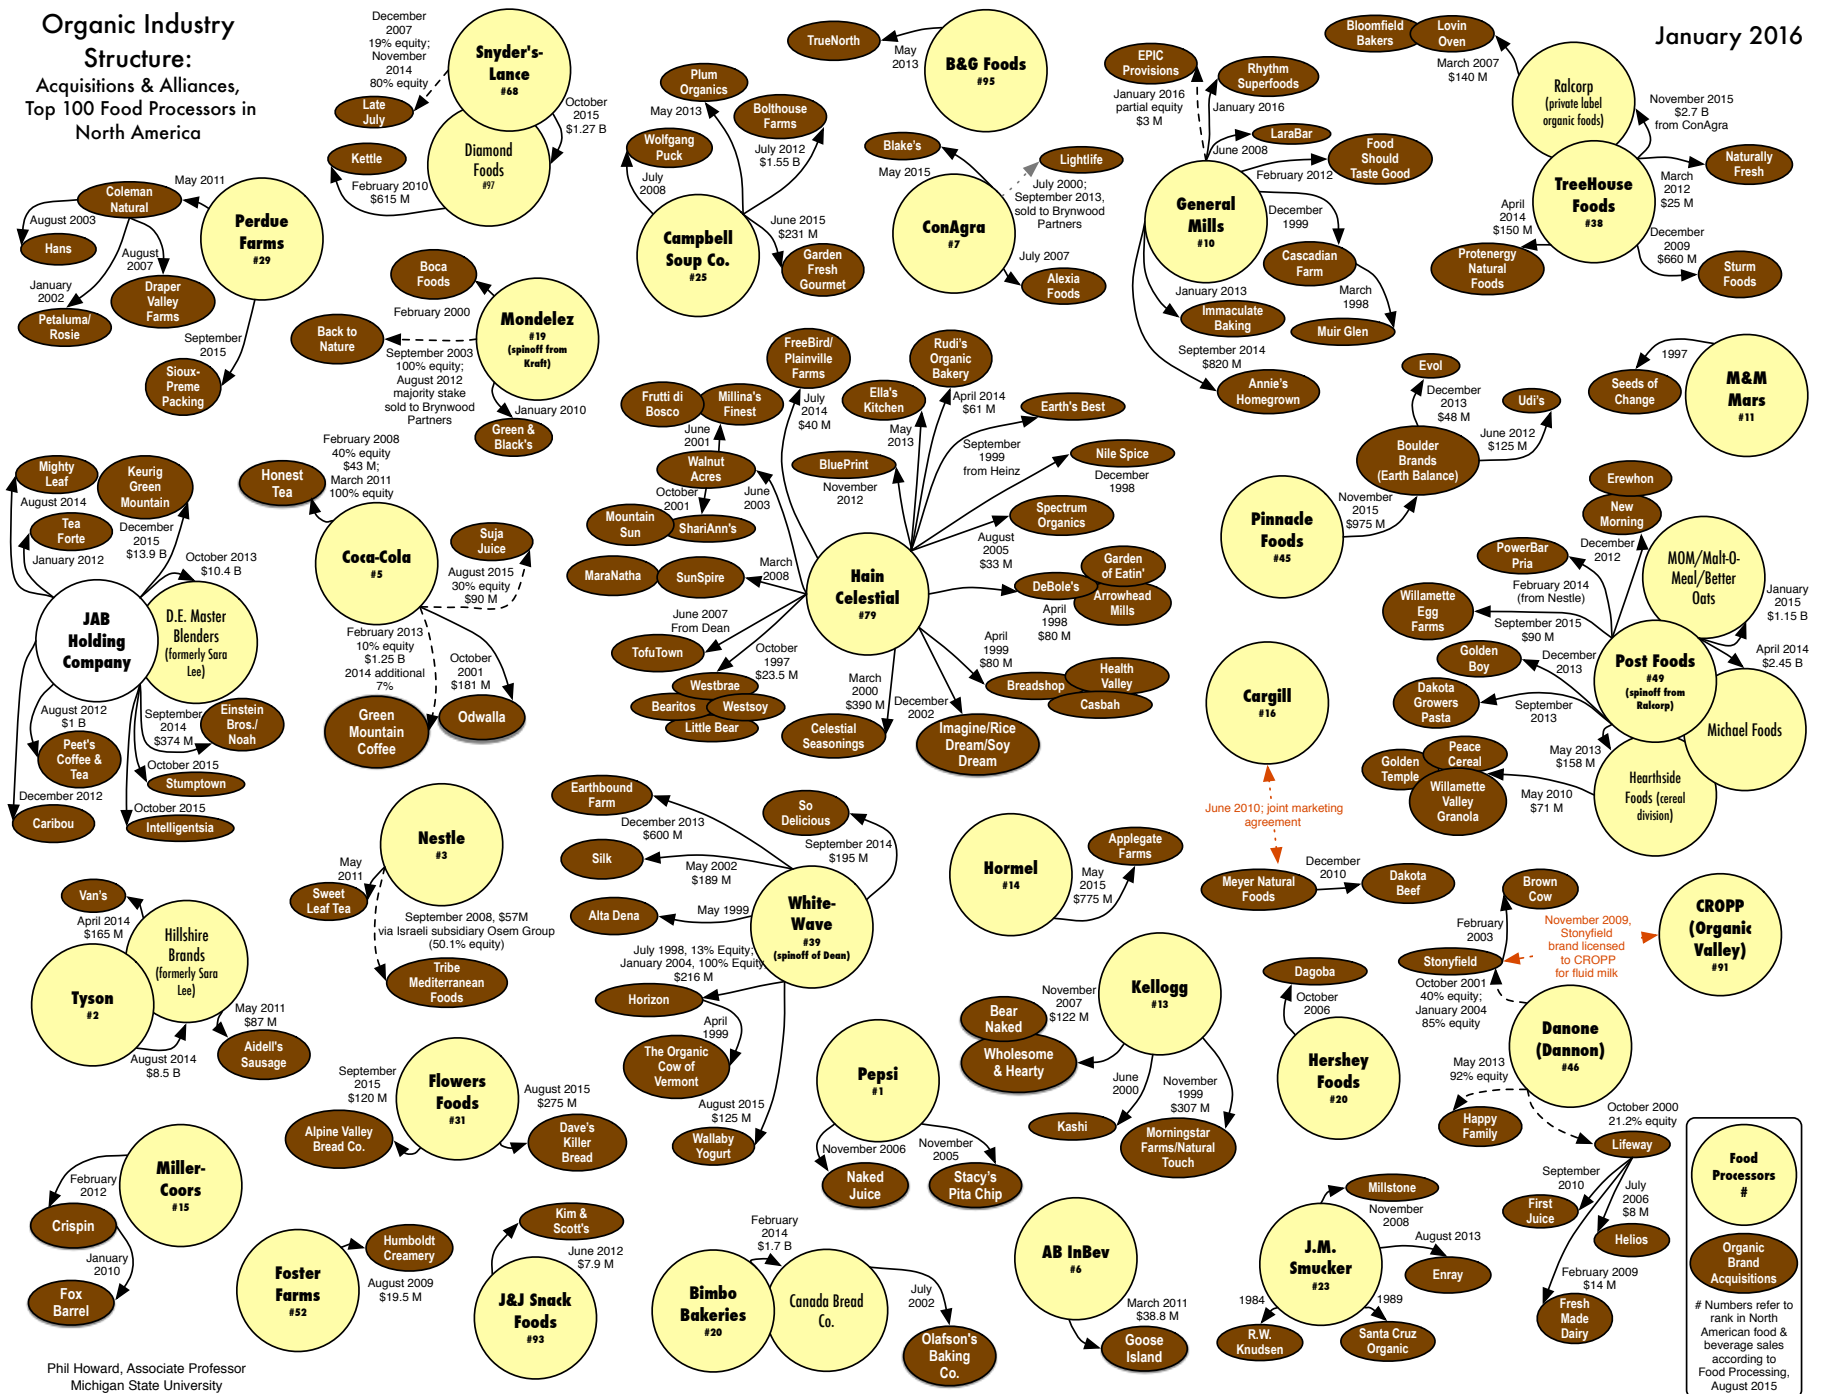 Organic Industry
Structure:
Acquisitions & Alliances,
Top 100 Food Processors in
North America
January 2016
December
2007
19% equity;
November
2014
80% equity
Snyder's-
Lance
#68
Late
July
October
2015
$1.27 B
Diamond
Foods
#97
Kettle
February 2010
$615 M
TrueNorth
May
2013
B&G Foods
#95
Plum
Organics
May 2013
Bolthouse
Farms
July 2012
$1.55 B
Wolfgang
Puck
July
2008
Campbell
Soup Co.
#25
June 2015
$231 M
Garden
Fresh
Gourmet
Blake's
May 2015
Lightlife
July 2000;
September 2013,
sold to Brynwood
Partners
ConAgra
#7
July 2007
Alexia
Foods
EPIC
Provisions
January 2016
partial equity
$3 M
Rhythm
Superfoods
January 2016
LaraBar
June 2008
Food
Should
Taste Good
February 2012
General
Mills
#10
December
1999
Cascadian
Farm
March
1998
Muir Glen
January 2013
Immaculate
Baking
September 2014
$820 M
Annie's
Homegrown
Bloomfield
Bakers
Lovin
Oven
March 2007
$140 M
Ralcorp
(private label
organic foods)
November 2015
$2.7 B
from ConAgra
TreeHouse
Foods
#38
Naturally
Fresh
March
2012
$25 M
April
2014
$150 M
Protenergy
Natural
Foods
December
2009
$660 M
Sturm
Foods
Coleman
Natural
May 2011
Perdue
Farms
#29
August 2003
Hans
August
2007
Draper
Valley
Farms
January
2002
Petaluma/
Rosie
September
2015
Sioux-
Preme
Packing
Boca
Foods
February 2000
Back to
Nature
September 2003
100% equity;
August 2012
majority stake
sold to Brynwood
Partners
Mondelez
#19
(spinoff from
Kraft)
January 2010
Green &
Black's
FreeBird/
Plainville
Farms
July
2014
$40 M
Rudi's
Organic
Bakery
April 2014
$61 M
Ella's
Kitchen
May
2013
Earth's Best
September
1999
from Heinz
Frutti di
Bosco
Millina's
Finest
June
2001
Walnut
Acres
October
2001
June
2003
Mountain
Sun
ShariAnn's
BluePrint
November
2012
Nile Spice
December
1998
Spectrum
Organics
August
2005
$33 M
MaraNatha
SunSpire
March
2008
Hain
Celestial
#79
DeBole's
Garden
of Eatin'
Arrowhead
Mills
April
1998
$80 M
June 2007
From Dean
TofuTown
October
1997
$23.5 M
Westbrae
Bearitos
Westsoy
Little Bear
March
2000
$390 M
Celestial
Seasonings
December
2002
Imagine/Rice
Dream/Soy
Dream
April
1999
$80 M
Breadshop
Health
Valley
Casbah
Evol
December
2013
$48 M
Udi's
June 2012
$125 M
Boulder
Brands
(Earth Balance)
Pinnacle
Foods
#45
November
2015
$975 M
1997
Seeds of
Change
M&M
Mars
#11
Mighty
Leaf
August 2014
Tea
Forte
January 2012
Keurig
Green
Mountain
December
2015
$13.9 B
October 2013
$10.4 B
JAB
Holding
Company
D.E. Master
Blenders
(formerly Sara
Lee)
August 2012
$1 B
Peet's
Coffee &
Tea
September
2014
$374 M
Einstein
Bros./
Noah
October 2015
Stumptown
December 2012
Caribou
October 2015
Intelligentsia
February 2008
40% equity
$43 M;
March 2011
100% equity
Honest
Tea
Coca-Cola
#5
Suja
Juice
August 2015
30% equity
$90 M
February 2013
10% equity
$1.25 B
2014 additional
7%
Green
Mountain
Coffee
October
2001
$181 M
Odwalla
Erewhon
New
Morning
December
2012
PowerBar
Pria
February 2014
(from Nestle)
MOM/Malt-O-
Meal/Better
Oats
January
2015
$1.15 B
Willamette
Egg
Farms
September 2015
$90 M
Golden
Boy
December
2013
Post Foods
#49
(spinoff from
Ralcorp)
April 2014
$2.45 B
Michael Foods
Dakota
Growers
Pasta
September
2013
May 2013
$158 M
Hearthside
Foods (cereal
division)
Golden
Temple
Peace
Cereal
Willamette
Valley
Granola
May 2010
$71 M
Cargill
#16
June 2010; joint marketing
agreement
Meyer Natural
Foods
December
2010
Dakota
Beef
Nestle
#3
May
2011
Sweet
Leaf Tea
September 2008, $57M
via Israeli subsidiary Osem Group
(50.1% equity)
Tribe
Mediterranean
Foods
Earthbound
Farm
December 2013
$600 M
So
Delicious
September 2014
$195 M
Silk
May 2002
$189 M
Alta Dena
May 1999
White-
Wave
#39
(spinoff of Dean)
July 1998, 13% Equity;
January 2004, 100% Equity
$216 M
Horizon
April
1999
The Organic
Cow of
Vermont
August 2015
$125 M
Wallaby
Yogurt
Hormel
#14
Applegate
Farms
May
2015
$775 M
Brown
Cow
February
2003
Stonyfield
November 2009,
Stonyfield
brand licensed
to CROPP
for fluid milk
CROPP
(Organic
Valley)
#91
October 2001
40% equity;
January 2004
85% equity
Danone
(Dannon)
#46
May 2013
92% equity
Happy
Family
October 2000
21.2% equity
Lifeway
September
2010
First
Juice
July
2006
$8 M
Helios
February 2009
$14 M
Fresh
Made
Dairy
Van's
April 2014
$165 M
Hillshire
Brands
(formerly Sara
Lee)
Tyson
#2
May 2011
$87 M
Aidell's
Sausage
August 2014
$8.5 B
Flowers
Foods
#31
September
2015
$120 M
Alpine Valley
Bread Co.
August 2015
$275 M
Dave's
Killer
Bread
Pepsi
#1
November 2006
Naked
Juice
November
2005
Stacy's
Pita Chip
Kellogg
#13
November
2007
$122 M
Bear
Naked
Wholesome
& Hearty
June
2000
Kashi
November
1999
$307 M
Morningstar
Farms/Natural
Touch
Dagoba
October
2006
Hershey
Foods
#20
Miller-
Coors
#15
February
2012
Crispin
January
2010
Fox
Barrel
Foster
Farms
#52
Humboldt
Creamery
August 2009
$19.5 M
Kim &
Scott's
June 2012
$7.9 M
J&J Snack
Foods
#93
February
2014
$1.7 B
Bimbo
Bakeries
#20
Canada Bread
Co.
July
2002
Olafson's
Baking
Co.
AB InBev
#6
March 2011
$38.8 M
Goose
Island
Millstone
November
2008
J.M.
Smucker
#23
August 2013
Enray
1984
R.W.
Knudsen
1989
Santa Cruz
Organic
Food
Processors
#
Organic
Brand
Acquisitions
# Numbers refer to
rank in North
American food &
beverage sales
according to
Food Processing,
August 2015
Phil Howard, Associate Professor
Michigan State University